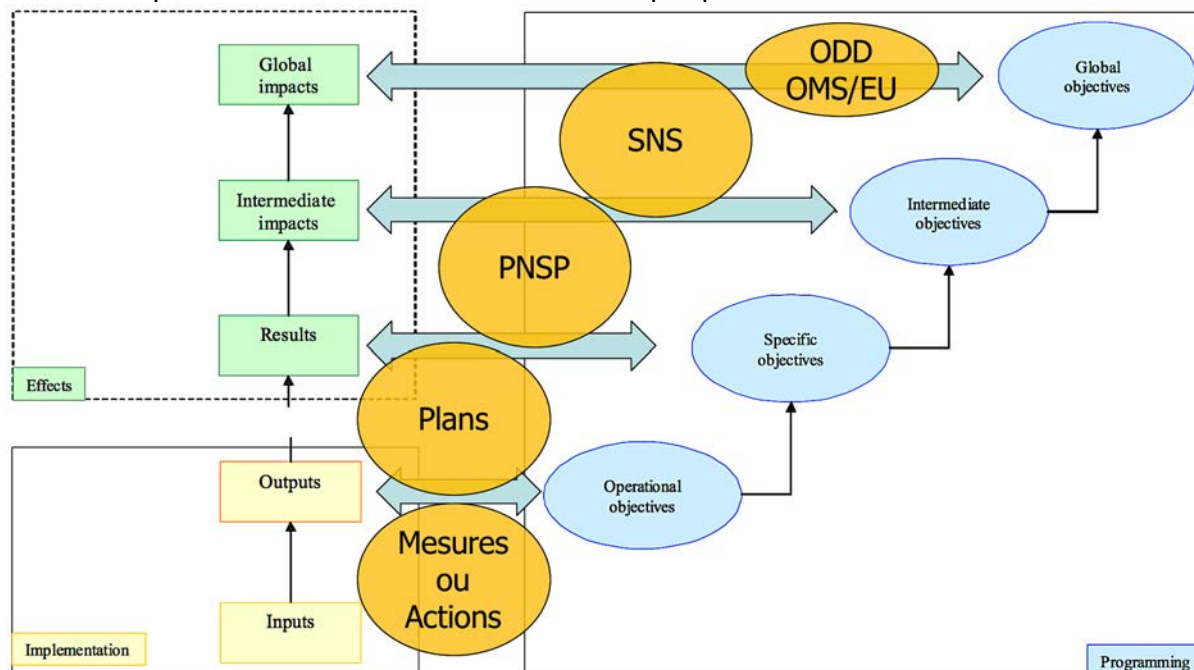 Global
impacts
ODD
OMS/EU
Global
objectives
SNS
Intermediate
impacts
Intermediate
objectives
PNSP
Results
Specific
objectives
Effects
Plans
Outputs
Operational
objectives
Mesures
ou
Actions
Inputs
Implementation
Programming